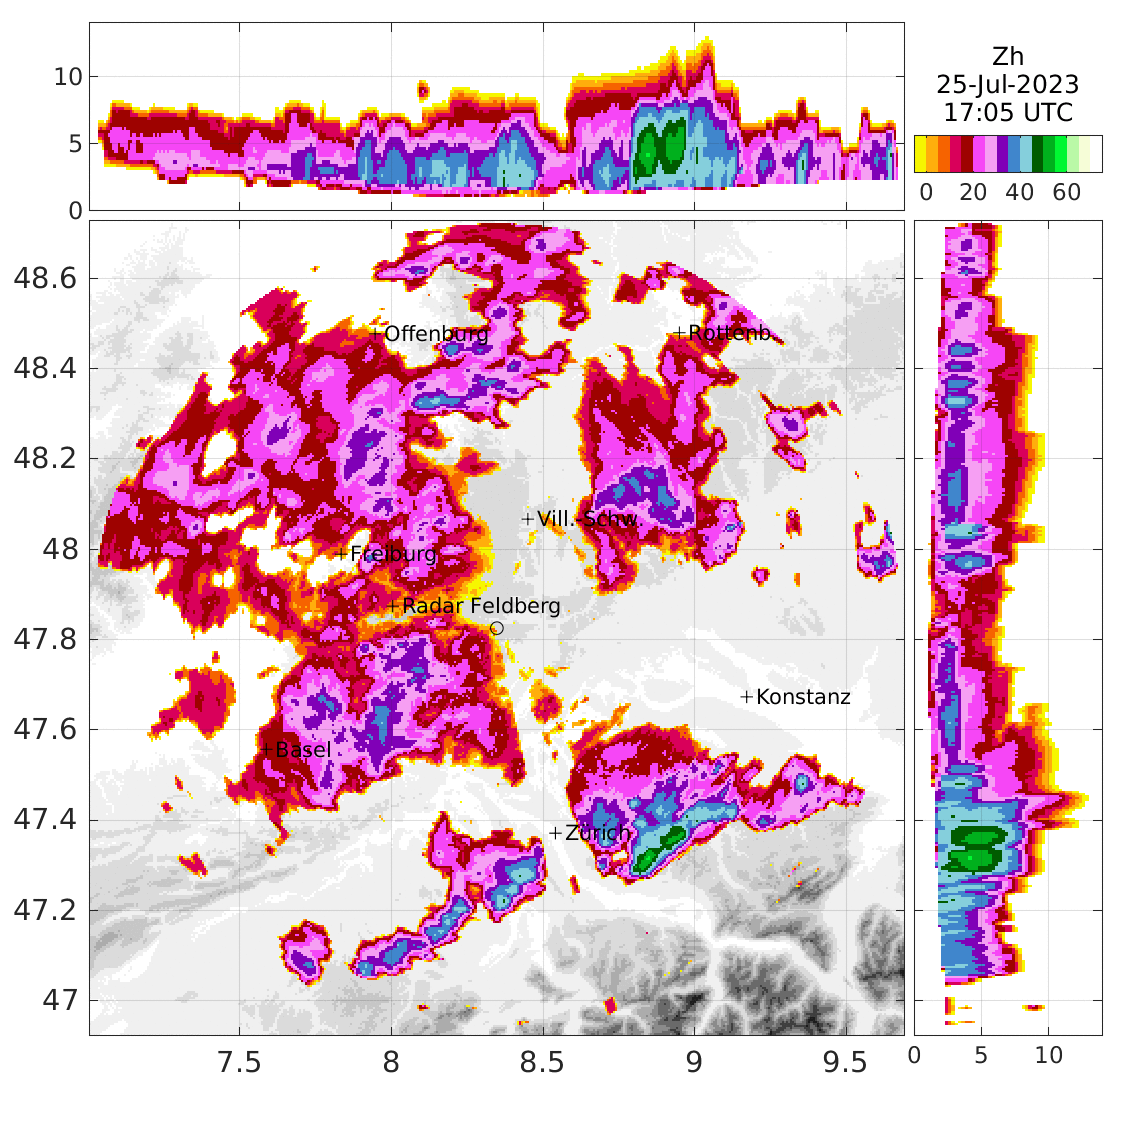 10
5
0
Zh
25-Jul-2023
17:05 UTC
0 20 40 60
48.6
48.4
48.2
48
47.8
47.6
47.4
47.2
47
+Offenburg
+Rottenb.
+Vill.-Schw.
+Freiburg
+Radar Feldberg
+Konstanz
+Basel
+Zürich
7.5 8 8.5 9 9.5
0 5 10